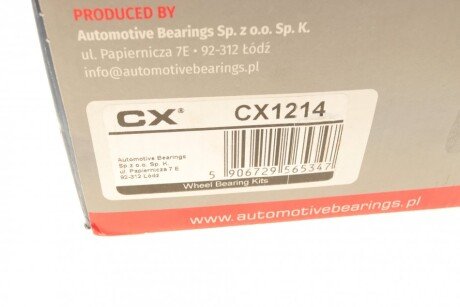 PRODUCED BY
Automotive Bearings Sp. z o.o. Sp. K.
ul. Papiernicza 7E • 92-312 Łódź
info@automotivebearings.pl
CX® CX1214
Automotive Bearings
Sp z o.o. Sp. K.
ul. Papiernicza 7 E
92-312 Łódź
5 906729 565347
Wheel Bearing Kits
www.automotivebearings.pl